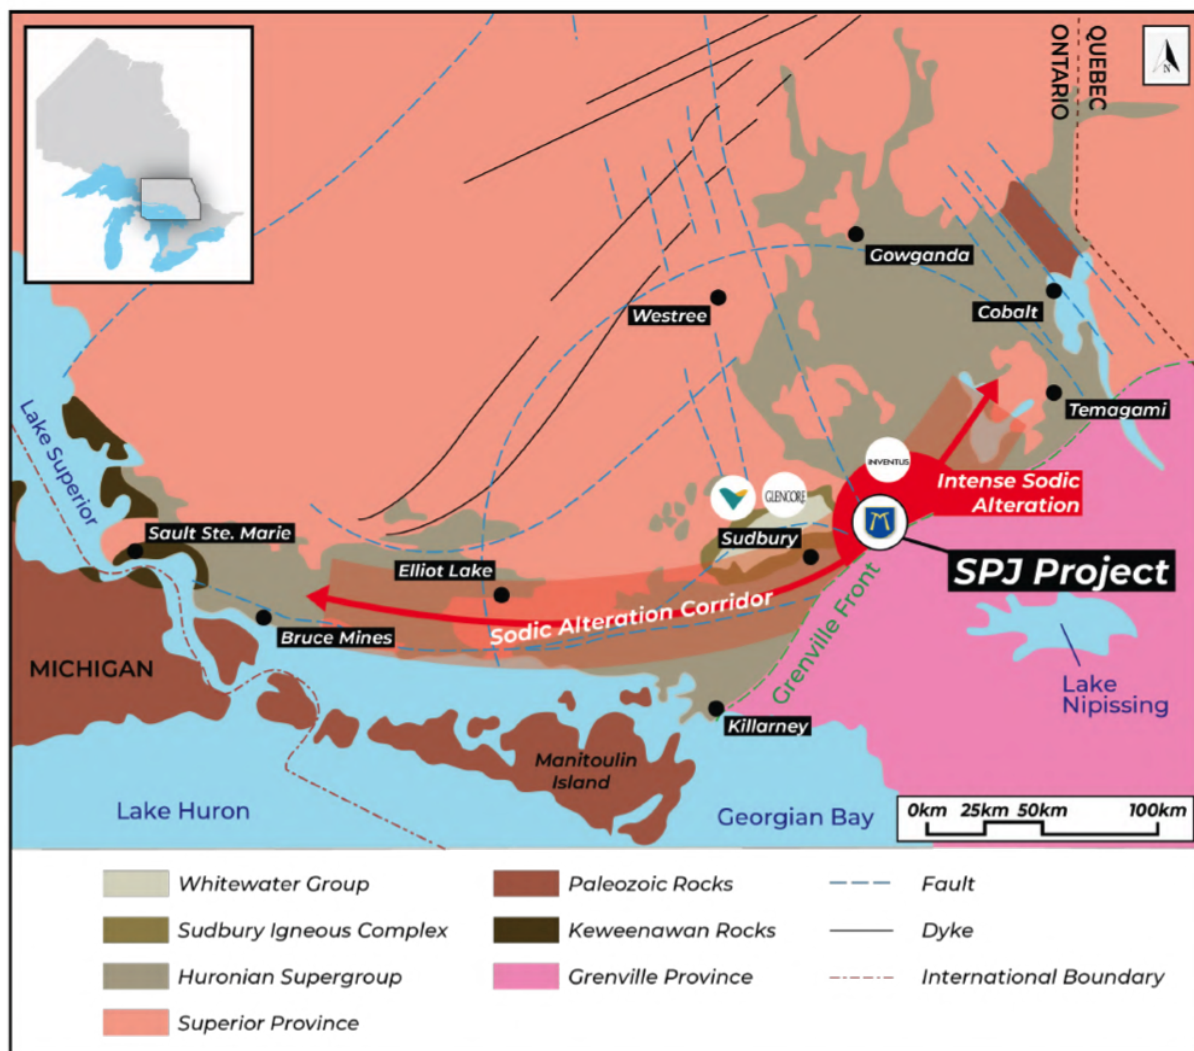 QUEBEC
ONTARIO
N
Gowganda
Westree
Cobalt
Lake Superior
Temagami
INVENTUS
GLENCORE
Intense Sodic
Alteration
Sault Ste. Marie
Sudbury
Elliot Lake
SPJ Project
Sodic Alteration Corridor
Bruce Mines
Grenville Front
MICHIGAN
Lake
Nipissing
Killarney
Manitoulin
Island
Lake Huron
Georgian Bay
0km 25km 50km 100km
Whitewater Group
Paleozoic Rocks
Fault
Sudbury Igneous Complex
Keweenawan Rocks
Dyke
Huronian Supergroup
Grenville Province
International Boundary
Superior Province